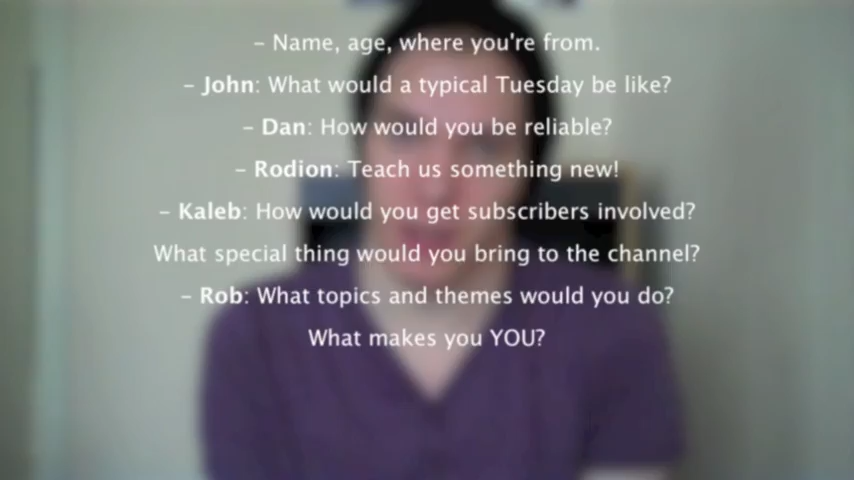 – Name, age, where you're from.
– John: What would a typical Tuesday be like?
– Dan: How would you be reliable?
– Rodion: Teach us something new!
– Kaleb: How would you get subscribers involved?
What special thing would you bring to the channel?
– Rob: What topics and themes would you do?
What makes you YOU?